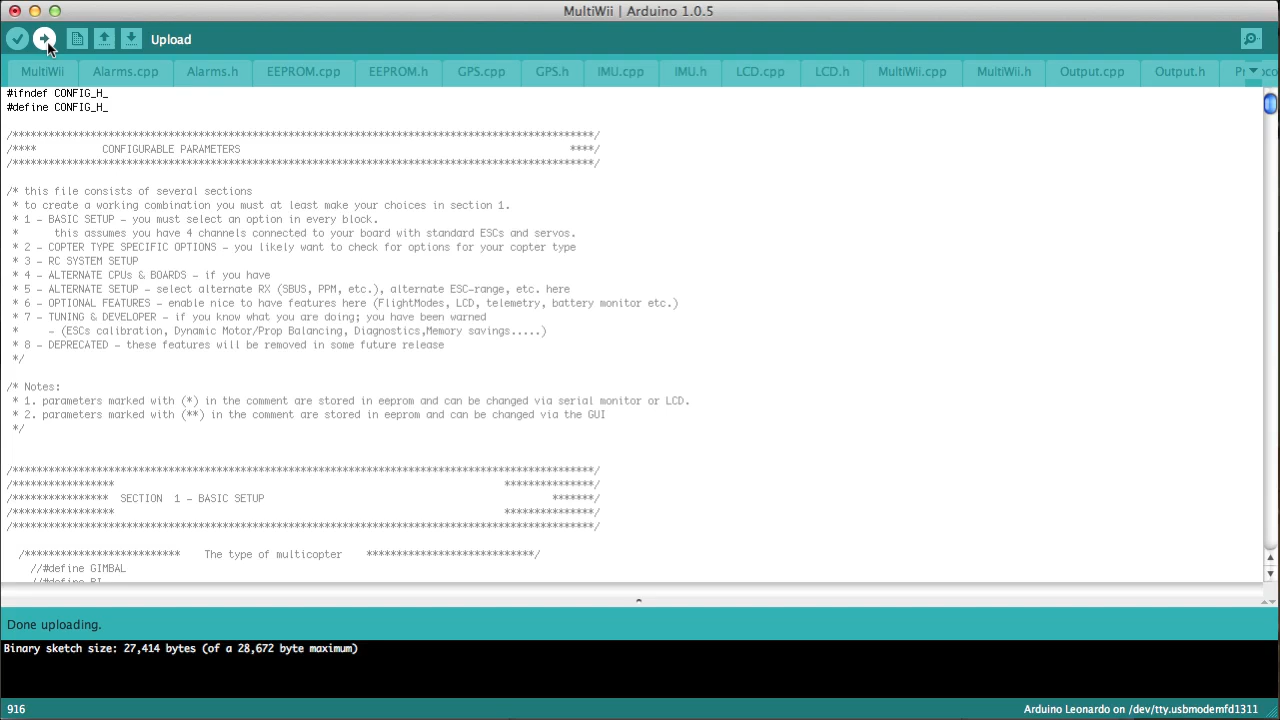 MultiWii | Arduino 1.0.5
Upload
MultiWii Alarms.cpp Alarms.h EEPROM.cpp EEPROM.h GPS.cpp GPS.h IMU.cpp IMU.h LCD.cpp LCD.h MultiWii.cpp MultiWii.h Output.cpp Output.h
#ifndef CONFIG_H_
#define CONFIG_H_
/*************************************************************************************************/
/****           CONFIGURABLE PARAMETERS                                                       ****/
/*************************************************************************************************/
/* this file consists of several sections
* to create a working combination you must at least make your choices in section 1.
* 1 - BASIC SETUP - you must select an option in every block.
*      this assumes you have 4 channels connected to your board with standard ESCs and servos.
* 2 - COPTER TYPE SPECIFIC OPTIONS - you likely want to check for options for your copter type
* 3 - RC SYSTEM SETUP
* 4 - ALTERNATE CPUs & BOARDS - if you have
* 5 - ALTERNATE SETUP - select alternate RX (SBUS, PPM, etc.), alternate ESC-range, etc. here
* 6 - OPTIONAL FEATURES - enable nice to have features here (FlightModes, LCD, telemetry, battery monitor etc.)
* 7 - TUNING & DEVELOPER - if you know what you are doing; you have been warned
*     - (ESCs calibration, Dynamic Motor/Prop Balancing, Diagnostics,Memory savings.....)
* 8 - DEPRECATED - these features will be removed in some future release
*/
/* Notes:
* 1. parameters marked with (*) in the comment are stored in eeprom and can be changed via serial monitor or LCD.
* 2. parameters marked with (**) in the comment are stored in eeprom and can be changed via the GUI
*/
/*************************************************************************************************/
/*****************                                                                 ***************/
/****************  SECTION  1 - BASIC SETUP                                                *******/
/*****************                                                                 ***************/
/*************************************************************************************************/
/**************************    The type of multicopter    ****************************/
//#define GIMBAL
//#define BI
Done uploading.
Binary sketch size: 27,414 bytes (of a 28,672 byte maximum)
916
Arduino Leonardo on /dev/tty.usbmodemfd1311